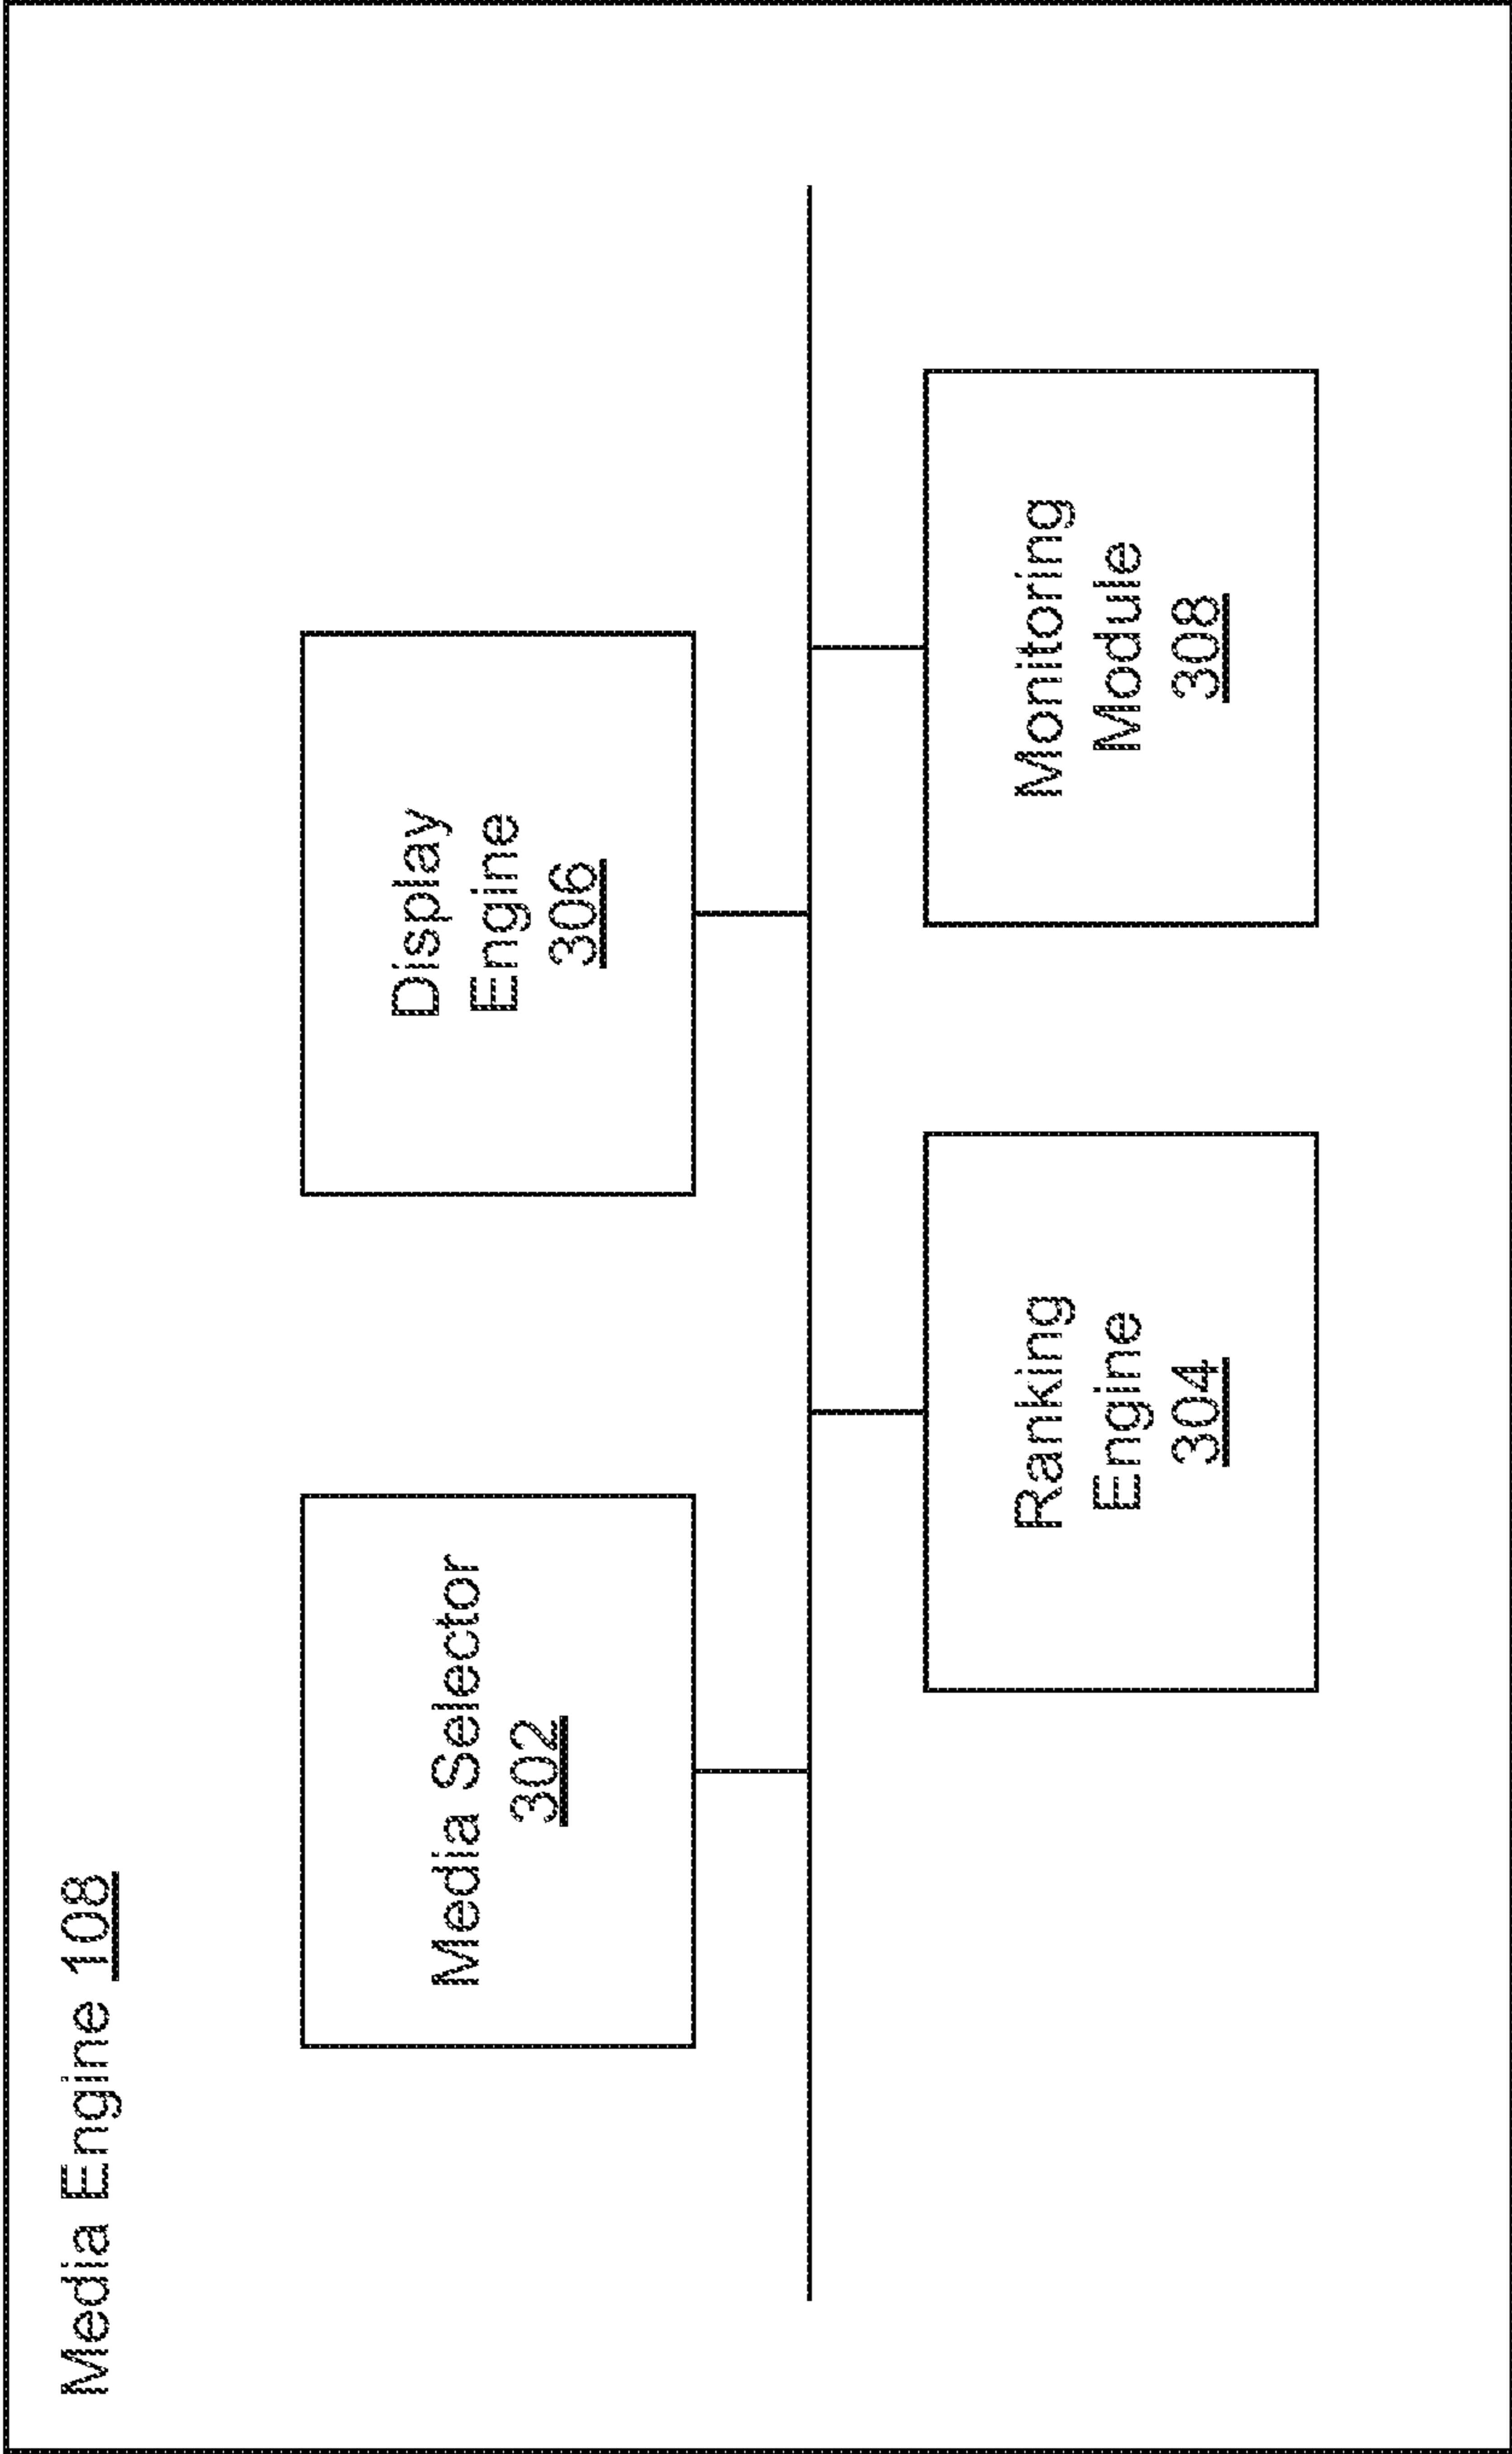 Media Engine 108
Media Selector
302
Display
Engine
306
Ranking
Engine
304
Monitoring
Module
308